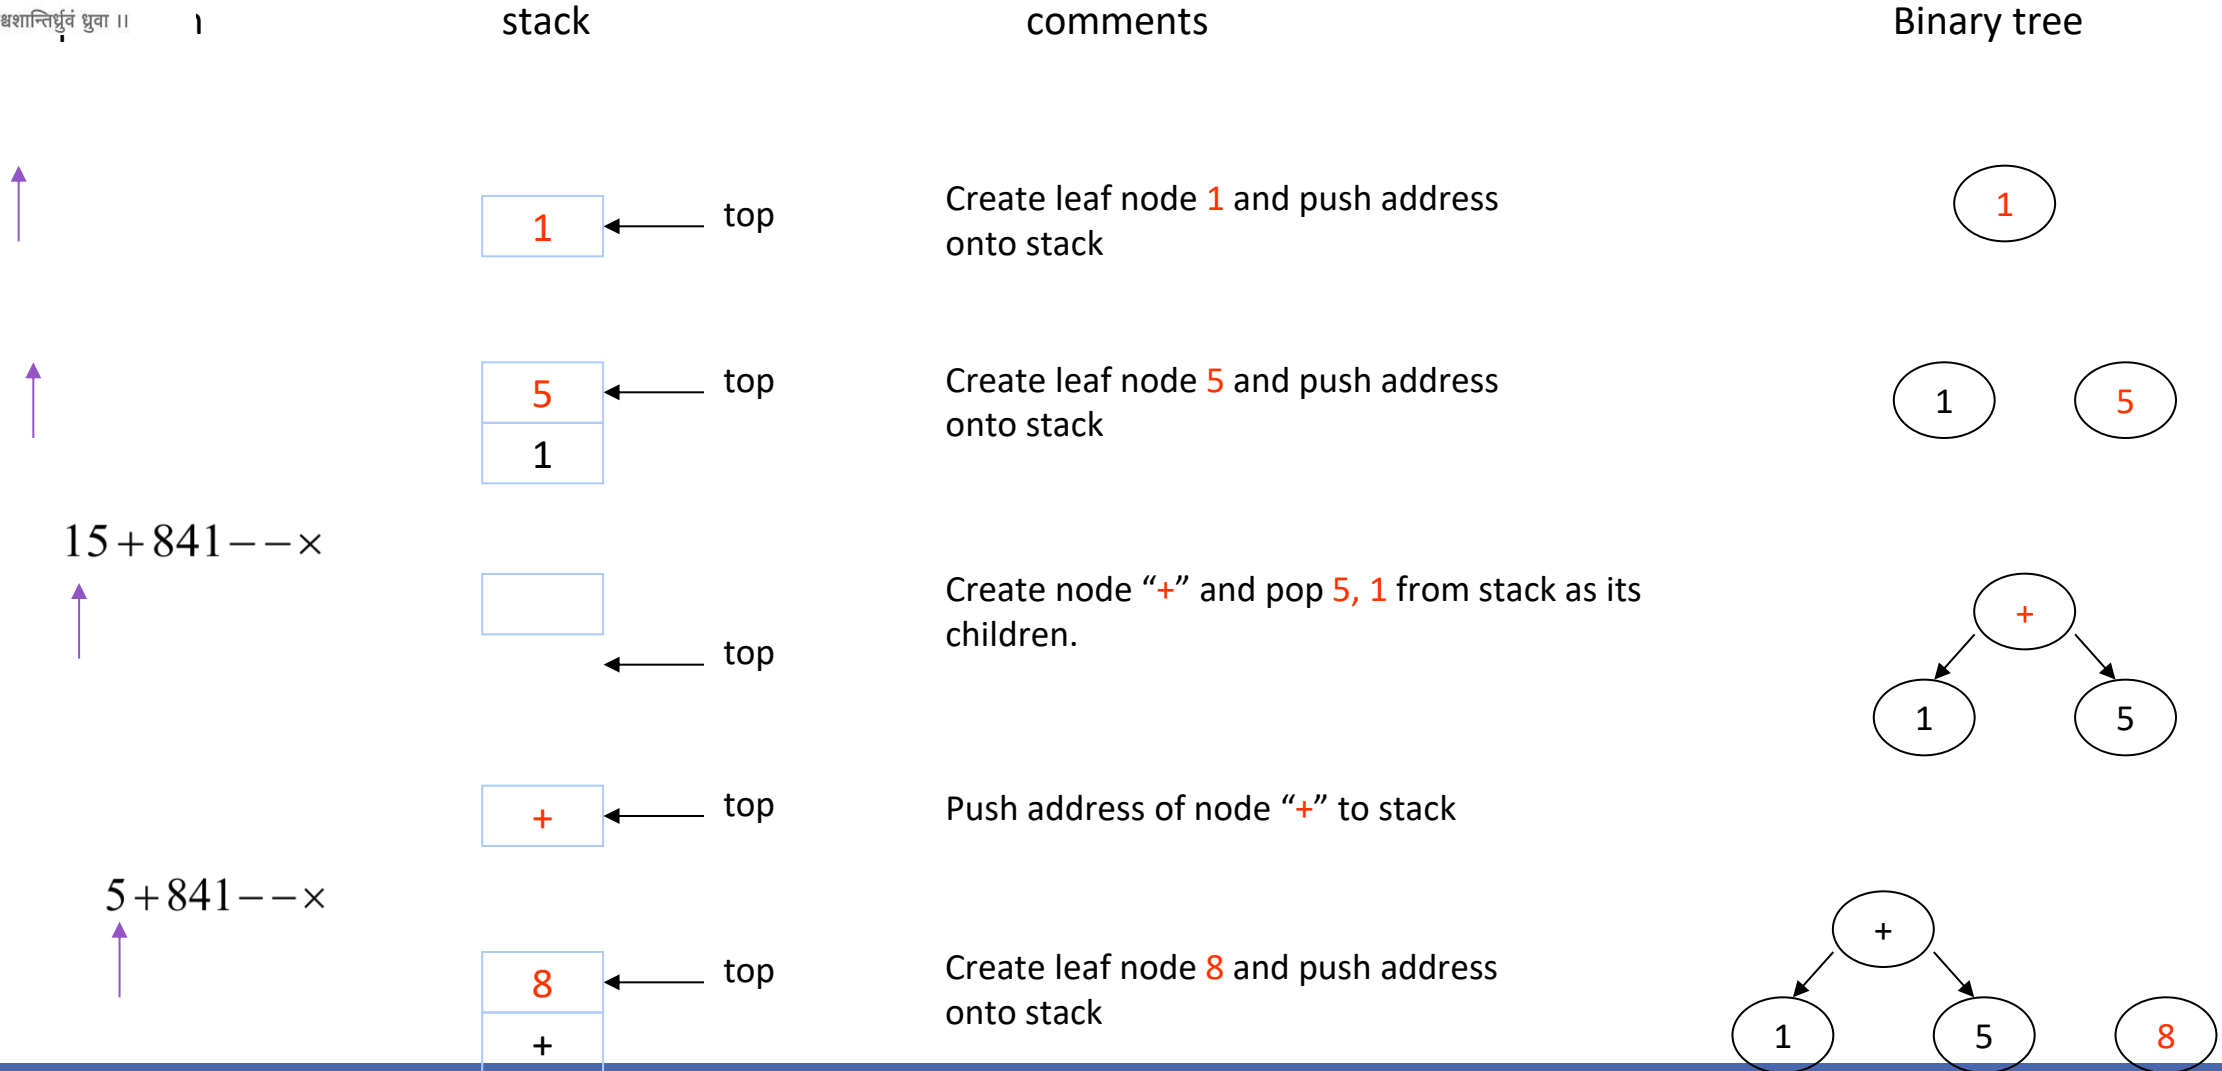 श्वशान्तिर्ध्रुवं ध्रुवा ॥
stack comments Binary tree
1 top Create leaf node 1 and push address 1
onto stack
5 top Create leaf node 5 and push address 1 5
1 onto stack
15+841−−×
Create node “+” and pop 5, 1 from stack as its +
top children.
1 5
+ top Push address of node “+” to stack
5+841−−×
8 top Create leaf node 8 and push address +
onto stack
+ 1 5 8